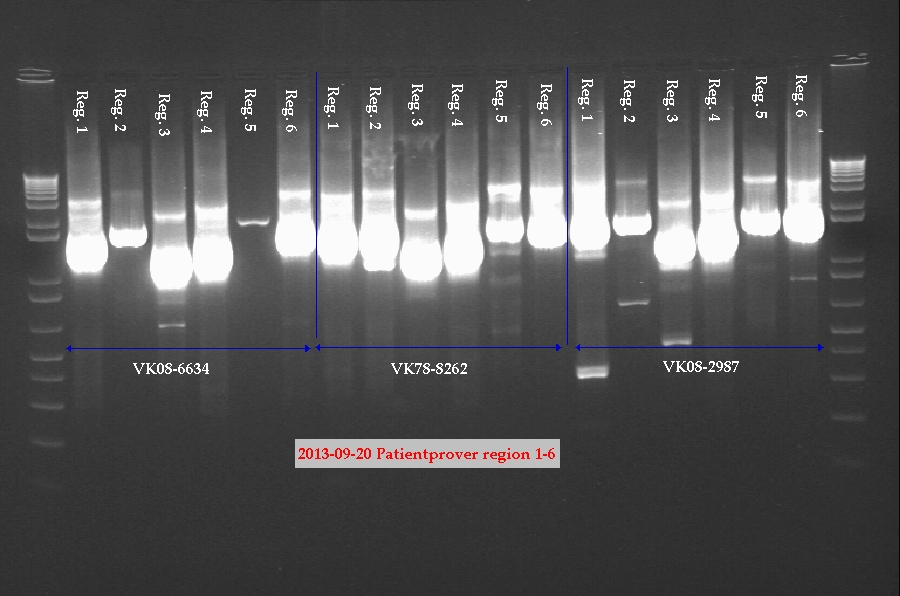 Reg. 1
Reg. 2
Reg. 3
Reg. 4
Reg. 5
Reg. 6
Reg. 1
Reg. 2
Reg. 3
Reg. 4
Reg. 5
Reg. 6
Reg. 1
Reg. 2
Reg. 3
Reg. 4
Reg. 5
Reg. 6
VK08-6634
VK78-8262
VK08-2987
2013-09-20 Patientprover region 1-6